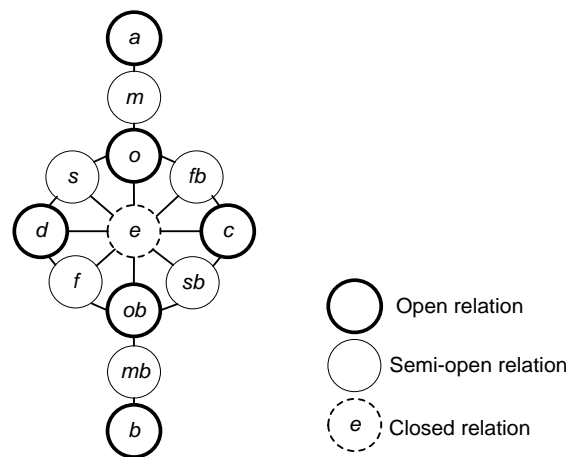 a
m
o
s fb
d e c
f sb
ob
mb
b
Open relation
Semi-open relation
e Closed relation